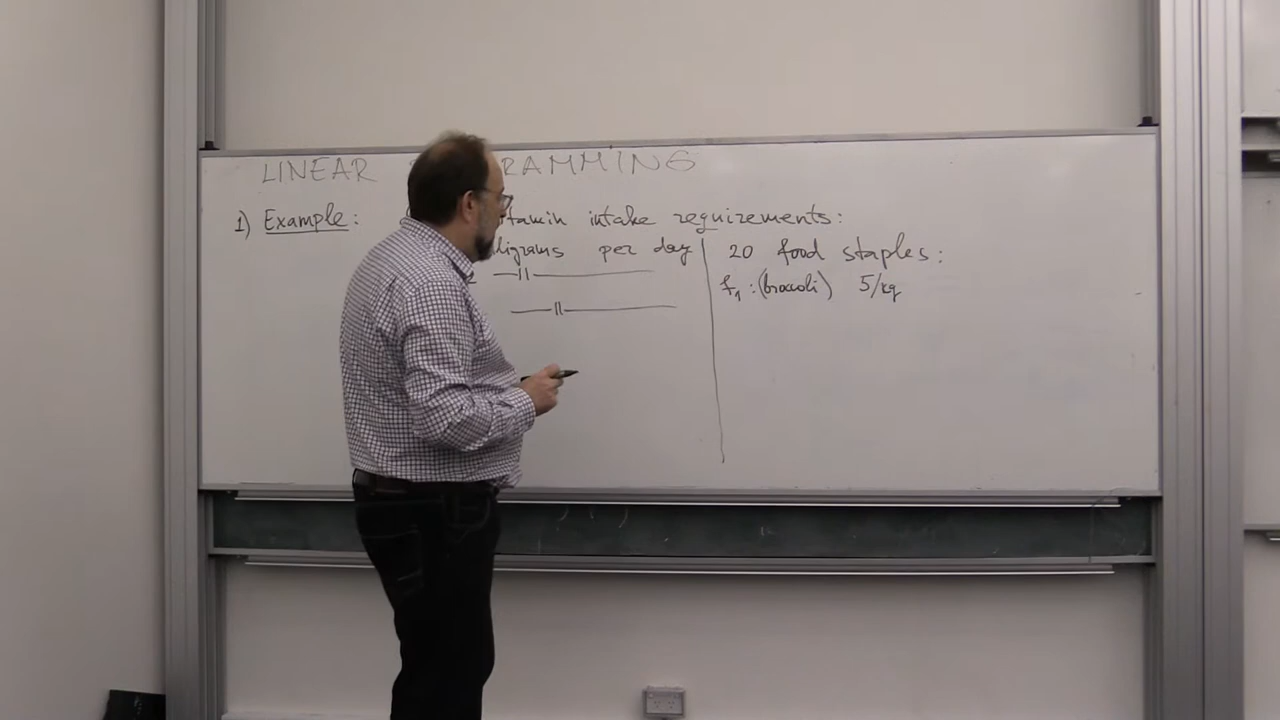 LINEAR RAMMING
1) Example: tamin intake requirements:
ligrams per day
—||—
—||—
20 food staples:
f₁ : (broccoli) 5/kg